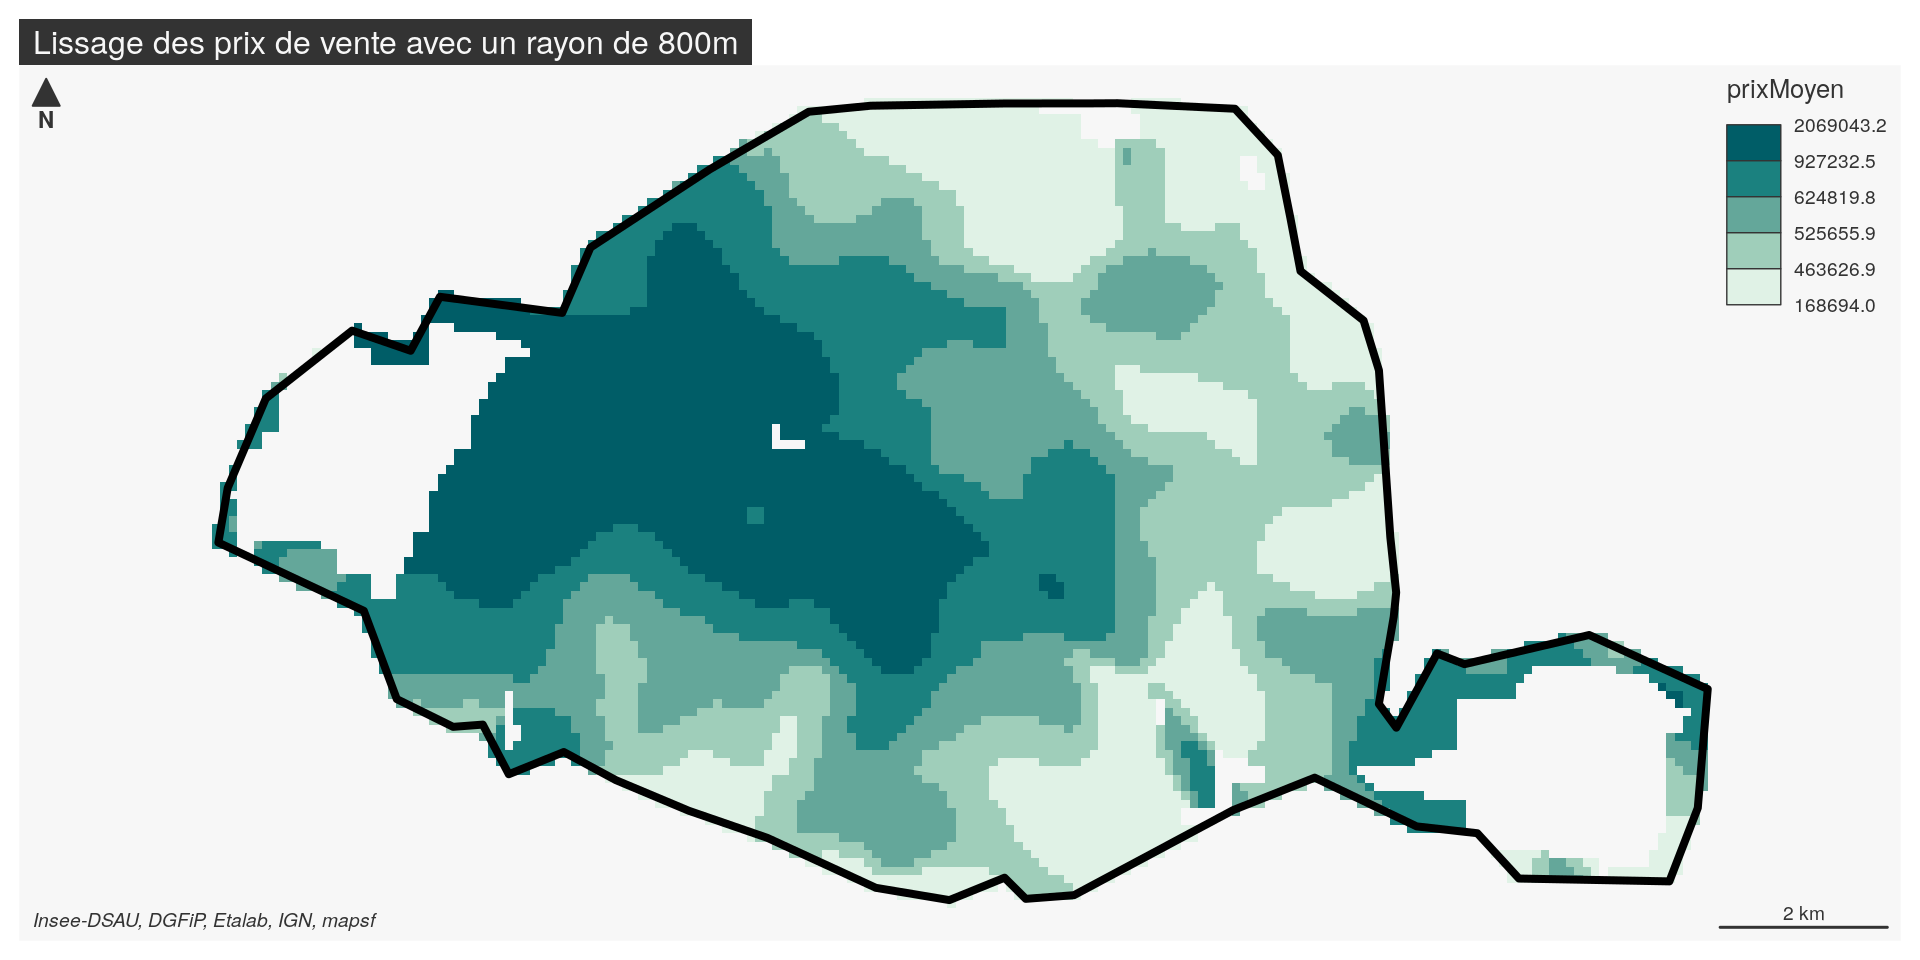 Lissage des prix de vente avec un rayon de 800m
N
prixMoyen
2069043.2
927232.5
624819.8
525655.9
463626.9
168694.0
Insee-DSAU, DGFiP, Etalab, IGN, mapsf
2 km